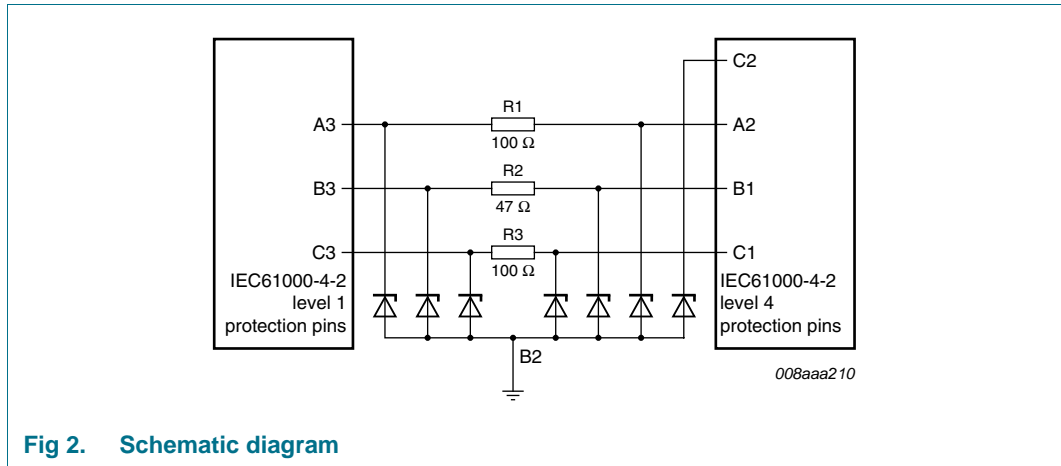 C2
R1
A3
A2
100 Ω
R2
B3
B1
47 Ω
R3
C3
C1
100 Ω
IEC61000-4-2
level 1
protection pins
IEC61000-4-2
level 4
protection pins
B2
008aaa210
Fig 2. Schematic diagram